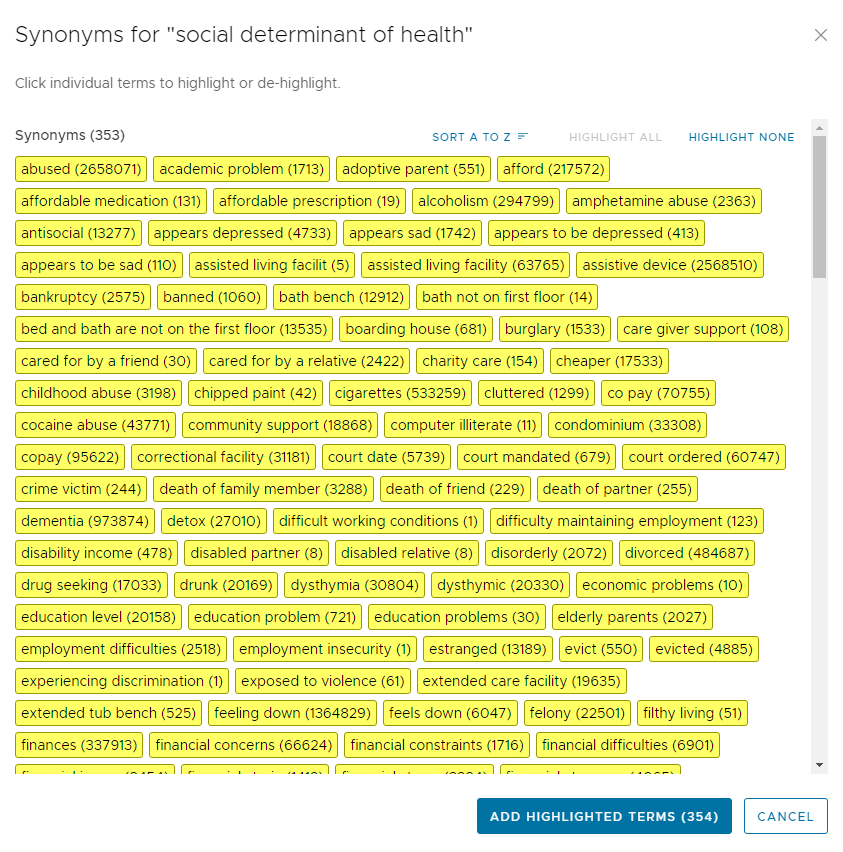 Synonyms for "social determinant of health"
Click individual terms to highlight or de-highlight.
Synonyms (353) SORT A TO Z HIGHLIGHT ALL HIGHLIGHT NONE
abused (2658071) academic problem (1713) adoptive parent (551) afford (217572)
affordable medication (131) affordable prescription (19) alcoholism (294799) amphetamine abuse (2363)
antisocial (13277) appears depressed (4733) appears sad (1742) appears to be depressed (413)
appears to be sad (110) assisted living facilit (5) assisted living facility (63765) assistive device (2568510)
bankruptcy (2575) banned (1060) bath bench (12912) bath not on first floor (14)
bed and bath are not on the first floor (13535) boarding house (681) burglary (1533) care giver support (108)
cared for by a friend (30) cared for by a relative (2422) charity care (154) cheaper (17533)
childhood abuse (3198) chipped paint (42) cigarettes (533259) cluttered (1299) co pay (70755)
cocaine abuse (43771) community support (18868) computer illiterate (11) condominium (33308)
copay (95622) correctional facility (31181) court date (5739) court mandated (679) court ordered (60747)
crime victim (244) death of family member (3288) death of friend (229) death of partner (255)
dementia (973874) detox (27010) difficult working conditions (1) difficulty maintaining employment (123)
disability income (478) disabled partner (8) disabled relative (8) disorderly (2072) divorced (484687)
drug seeking (17033) drunk (20169) dysthymia (30804) dysthymic (20330) economic problems (10)
education level (20158) education problem (721) education problems (30) elderly parents (2027)
employment difficulties (2518) employment insecurity (1) estranged (13189) evict (550) evicted (4885)
experiencing discrimination (1) exposed to violence (61) extended care facility (19635)
extended tub bench (525) feeling down (1364829) feels down (6047) felony (22501) filthy living (51)
finances (337913) financial concerns (66624) financial constraints (1716) financial difficulties (6901)
ADD HIGHLIGHTED TERMS (354) CANCEL